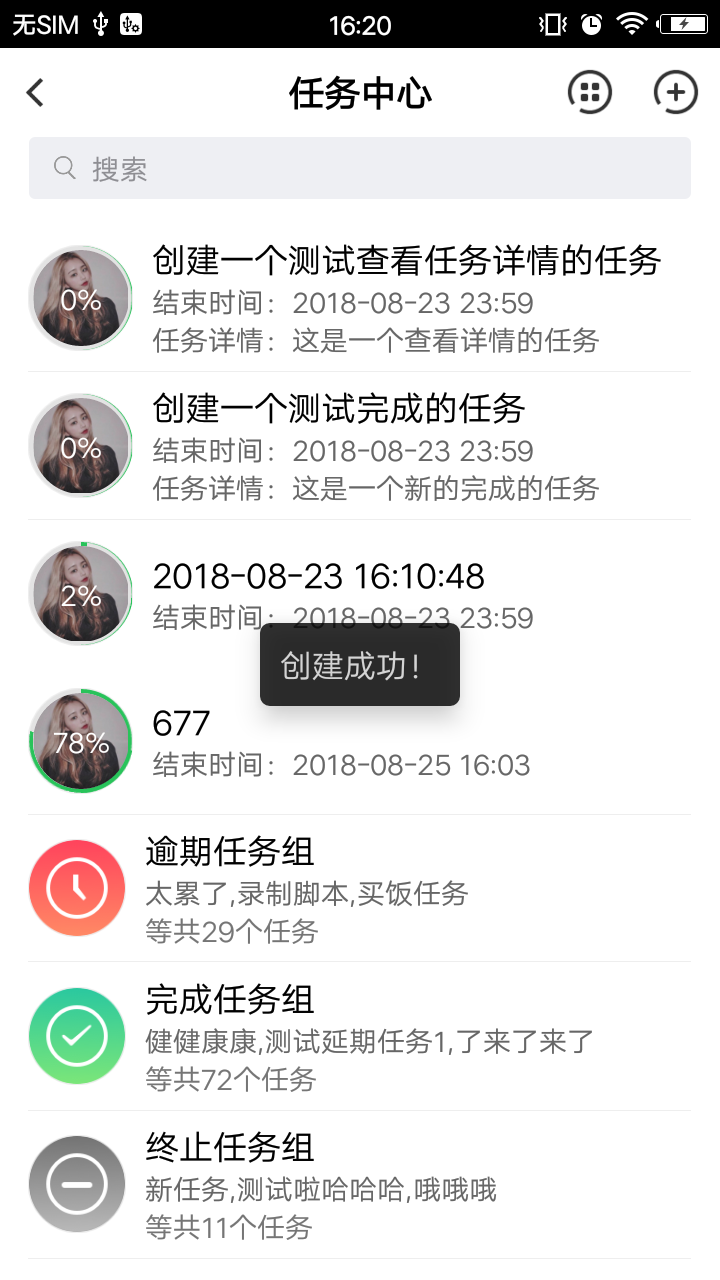 无SIM 16:20
任务中心
搜索
0%
创建一个测试查看任务详情的任务
结束时间：2018-08-23 23:59
任务详情：这是一个查看详情的任务
0%
创建一个测试完成的任务
结束时间：2018-08-23 23:59
任务详情：这是一个新的完成的任务
2%
2018-08-23 16:10:48
结束时间：2018-08-23 23:59
创建成功！
78%
677
结束时间：2018-08-25 16:03
逾期任务组
太累了,录制脚本,买饭任务
等共29个任务
完成任务组
健健康康,测试延期任务1,了来了来了
等共72个任务
终止任务组
新任务,测试啦哈哈哈,哦哦哦
等共11个任务